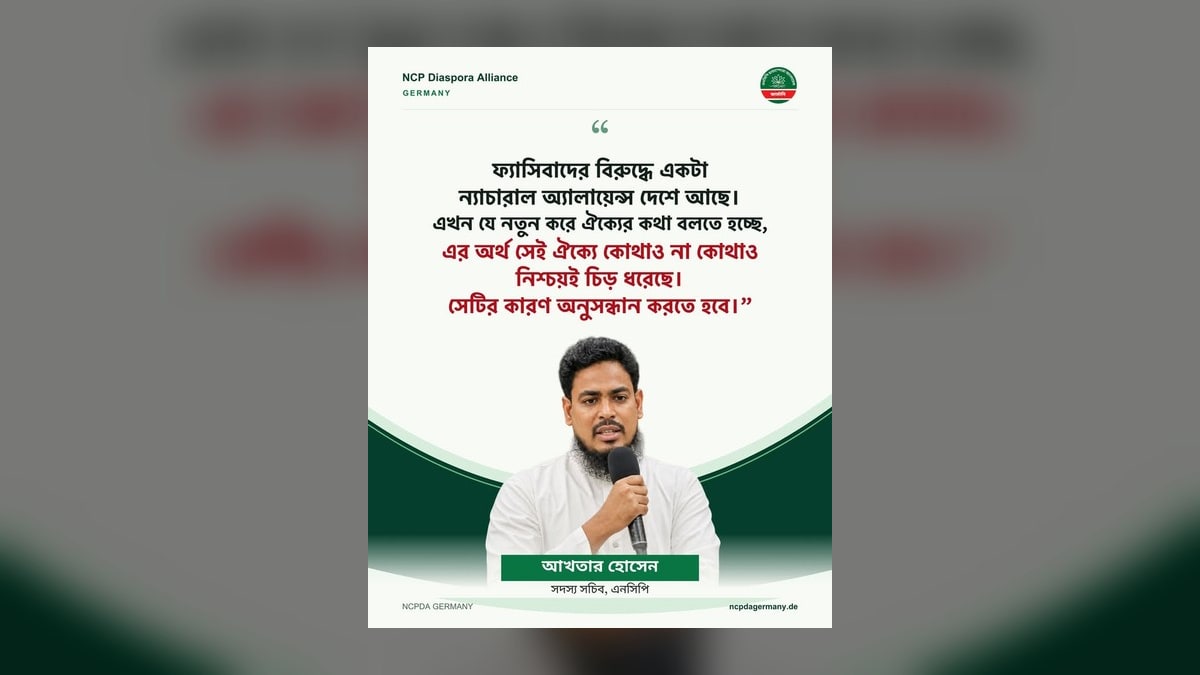 NCP Diaspora Alliance
GERMANY
“
ফ্যাসিবাদের বিরুদ্ধে একটা
ন্যাচারাল অ্যালায়েন্স দেশে আছে।
এখন যে নতুন করে ঐক্যের কথা বলতে হচ্ছে,
এর অর্থ সেই ঐক্যে কোথাও না কোথাও
নিশ্চয়ই চিড় ধরেছে।
সেটির কারণ অনুসন্ধান করতে হবে।”
আখতার হোসেন
সদস্য সচিব, এনসিপি
NCPDA GERMANY
ncpdagermany.de